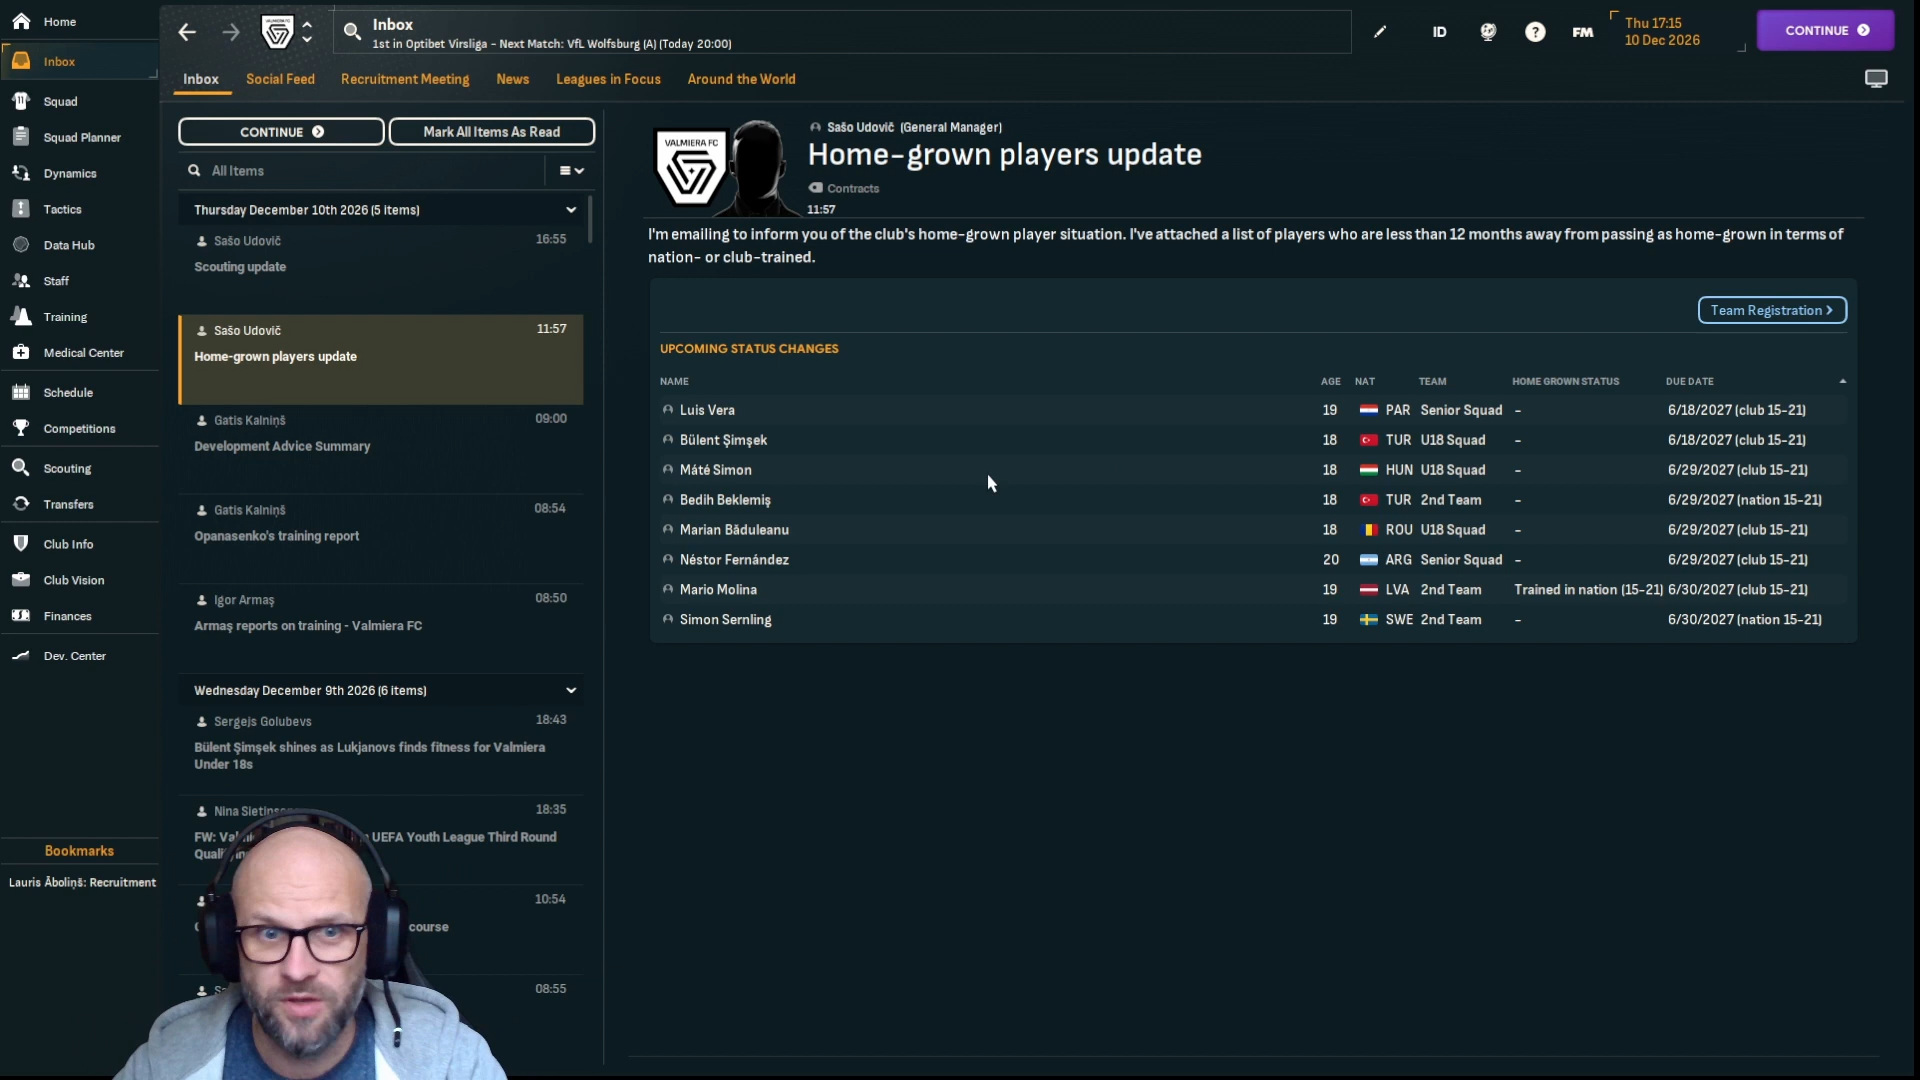 Home
Inbox
Squad
Squad Planner
Dynamics
Tactics
Data Hub
Staff
Training
Medical Center
Schedule
Competitions
Scouting
Transfers
Club Info
Club Vision
Finances
Dev. Center
Bookmarks
Lauris Āboliņš: Recruitment
Inbox
1st in Optibet Virsliga - Next Match: VfL Wolfsburg (A) (Today 20:00)
ID
?
FM
Thu 17:15
10 Dec 2026
CONTINUE
Inbox Social Feed Recruitment Meeting News Leagues in Focus Around the World
CONTINUE
Mark All Items As Read
All Items
Thursday December 10th 2026 (5 items)
Sašo Udovič 16:55
Scouting update
Sašo Udovič 11:57
Home-grown players update
Gatis Kalniņš 09:00
Development Advice Summary
Gatis Kalniņš 08:54
Opanasenko's training report
Igor Armaș 08:50
Armaș reports on training - Valmiera FC
Wednesday December 9th 2026 (6 items)
Sergejs Golubevs 18:43
Bülent Şimşek shines as Lukjanovs finds fitness for Valmiera
Under 18s
Nina 18:35
FW: UEFA Youth League Third Round
10:54
course
08:55
VALMIERA FC
Sašo Udovič (General Manager)
Home-grown players update
Contracts
11:57
I'm emailing to inform you of the club's home-grown player situation. I've attached a list of players who are less than 12 months away from passing as home-grown in terms of
nation- or club-trained.
Team Registration >
UPCOMING STATUS CHANGES
NAME AGE NAT TEAM HOME GROWN STATUS DUE DATE
Luis Vera 19 PAR Senior Squad - 6/18/2027 (club 15-21)
Bülent Şimşek 18 TUR U18 Squad - 6/18/2027 (club 15-21)
Máté Simon 18 HUN U18 Squad - 6/29/2027 (club 15-21)
Bedih Beklemiş 18 TUR 2nd Team - 6/29/2027 (nation 15-21)
Marian Băduleanu 18 ROU U18 Squad - 6/29/2027 (club 15-21)
Néstor Fernández 20 ARG Senior Squad - 6/29/2027 (club 15-21)
Mario Molina 19 LVA 2nd Team Trained in nation (15-21) 6/30/2027 (club 15-21)
Simon Sernling 19 SWE 2nd Team - 6/30/2027 (nation 15-21)